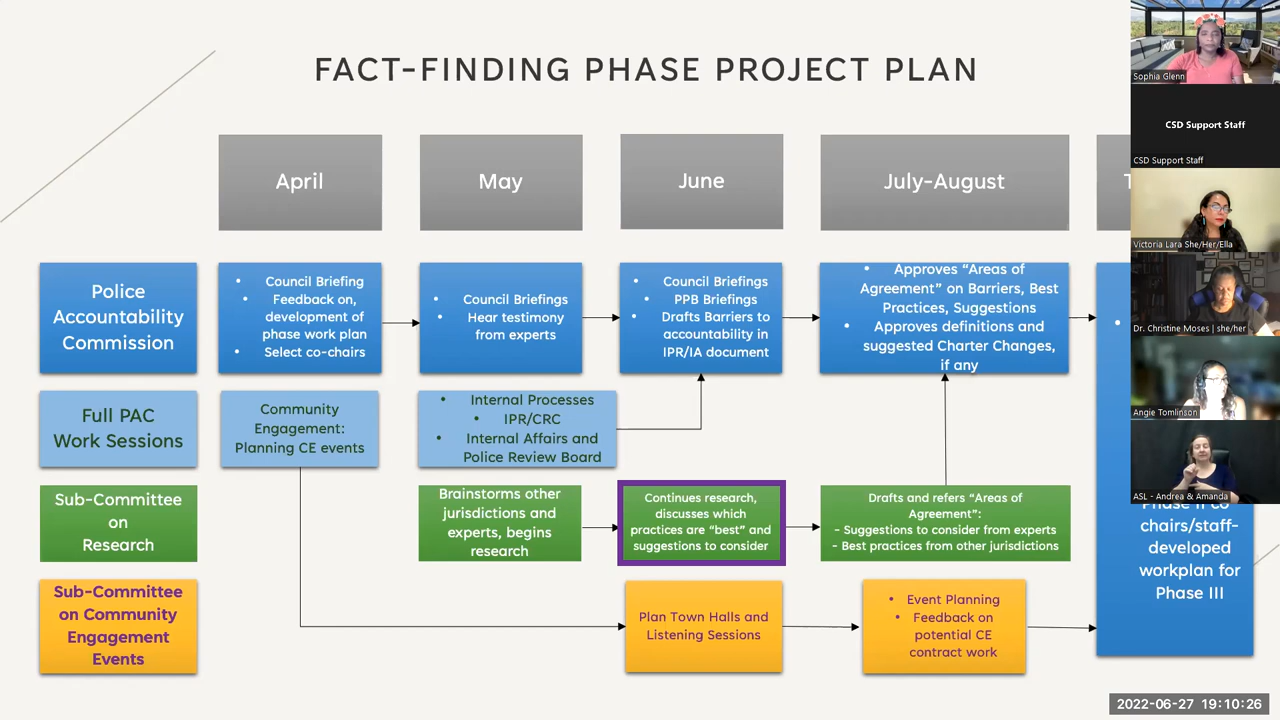 FACT-FINDING PHASE PROJECT PLAN
April
May
June
July-August
T
Police
Accountability
Commission
• Council Briefing
• Feedback on,
development of
phase work plan
• Select co-chairs
• Council Briefings
• Hear testimony
from experts
• Council Briefings
• PPB Briefings
• Drafts Barriers to
accountability in
IPR/IA document
• Approves “Areas of
Agreement” on Barriers, Best
Practices, Suggestions
• Approves definitions and
suggested Charter Changes,
if any
Full PAC
Work Sessions
Community
Engagement:
Planning CE events
• Internal Processes
• IPR/CRC
• Internal Affairs and
Police Review Board
Sub-Committee
on
Research
Brainstorms other
jurisdictions and
experts, begins
research
Continues research,
discusses which
practices are “best” and
suggestions to consider
Drafts and refers “Areas of
Agreement”:
- Suggestions to consider from experts
- Best practices from other jurisdictions
Sub-Committee
on Community
Engagement
Events
Plan Town Halls and
Listening Sessions
• Event Planning
• Feedback on
potential CE
contract work
•
Phase II co
chairs/staff-
developed
workplan for
Phase III
Sophia Glenn
CSD Support Staff
CSD Support Staff
Victoria Lara She/Her/Ella
Dr. Christine Moses | she/her
Angie Tomlinson
ASL - Andrea & Amanda
2022-06-27 19:10:26